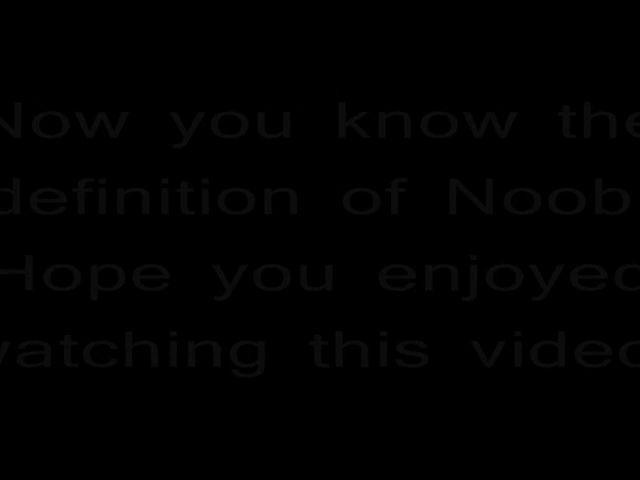 Now you know the
definition of Noob
Hope you enjoyed
watching this video